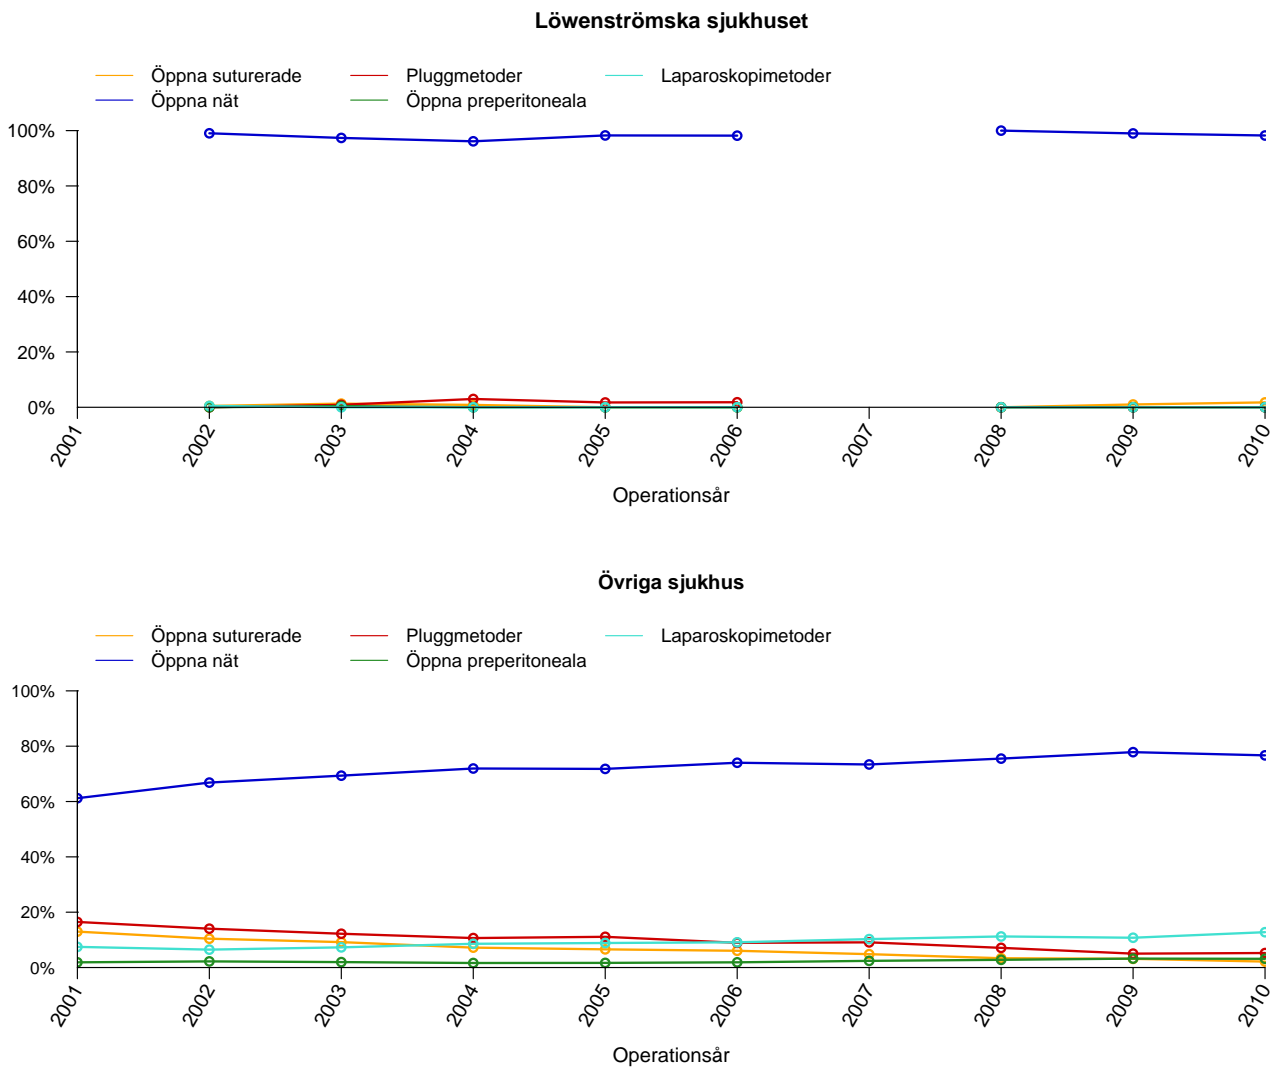 Löwenströmska sjukhuset
Öppna suturerade Pluggmetoder Laparoskopimetoder
Öppna nät Öppna preperitoneala
100%
80%
60%
40%
20%
0%
2001 2002 2003 2004 2005 2006 2007 2008 2009 2010
Operationsår
Övriga sjukhus
Öppna suturerade Pluggmetoder Laparoskopimetoder
Öppna nät Öppna preperitoneala
100%
80%
60%
40%
20%
0%
2001 2002 2003 2004 2005 2006 2007 2008 2009 2010
Operationsår